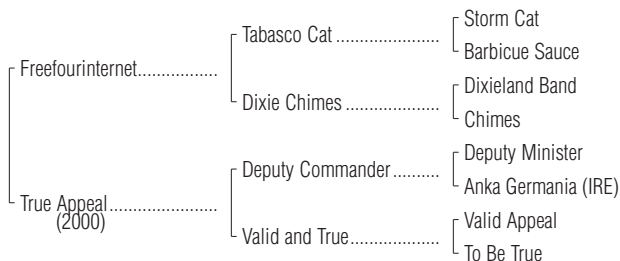 Storm Cat
Tabasco Cat ....................
Barbicue Sauce
Freefourinternet.................
Dixieland Band
Dixie Chimes ..................
Chimes
Deputy Minister
Deputy Commander .........
Anka Germania (IRE)
True Appeal.......................
(2000)
Valid Appeal
Valid and True...................
To Be True